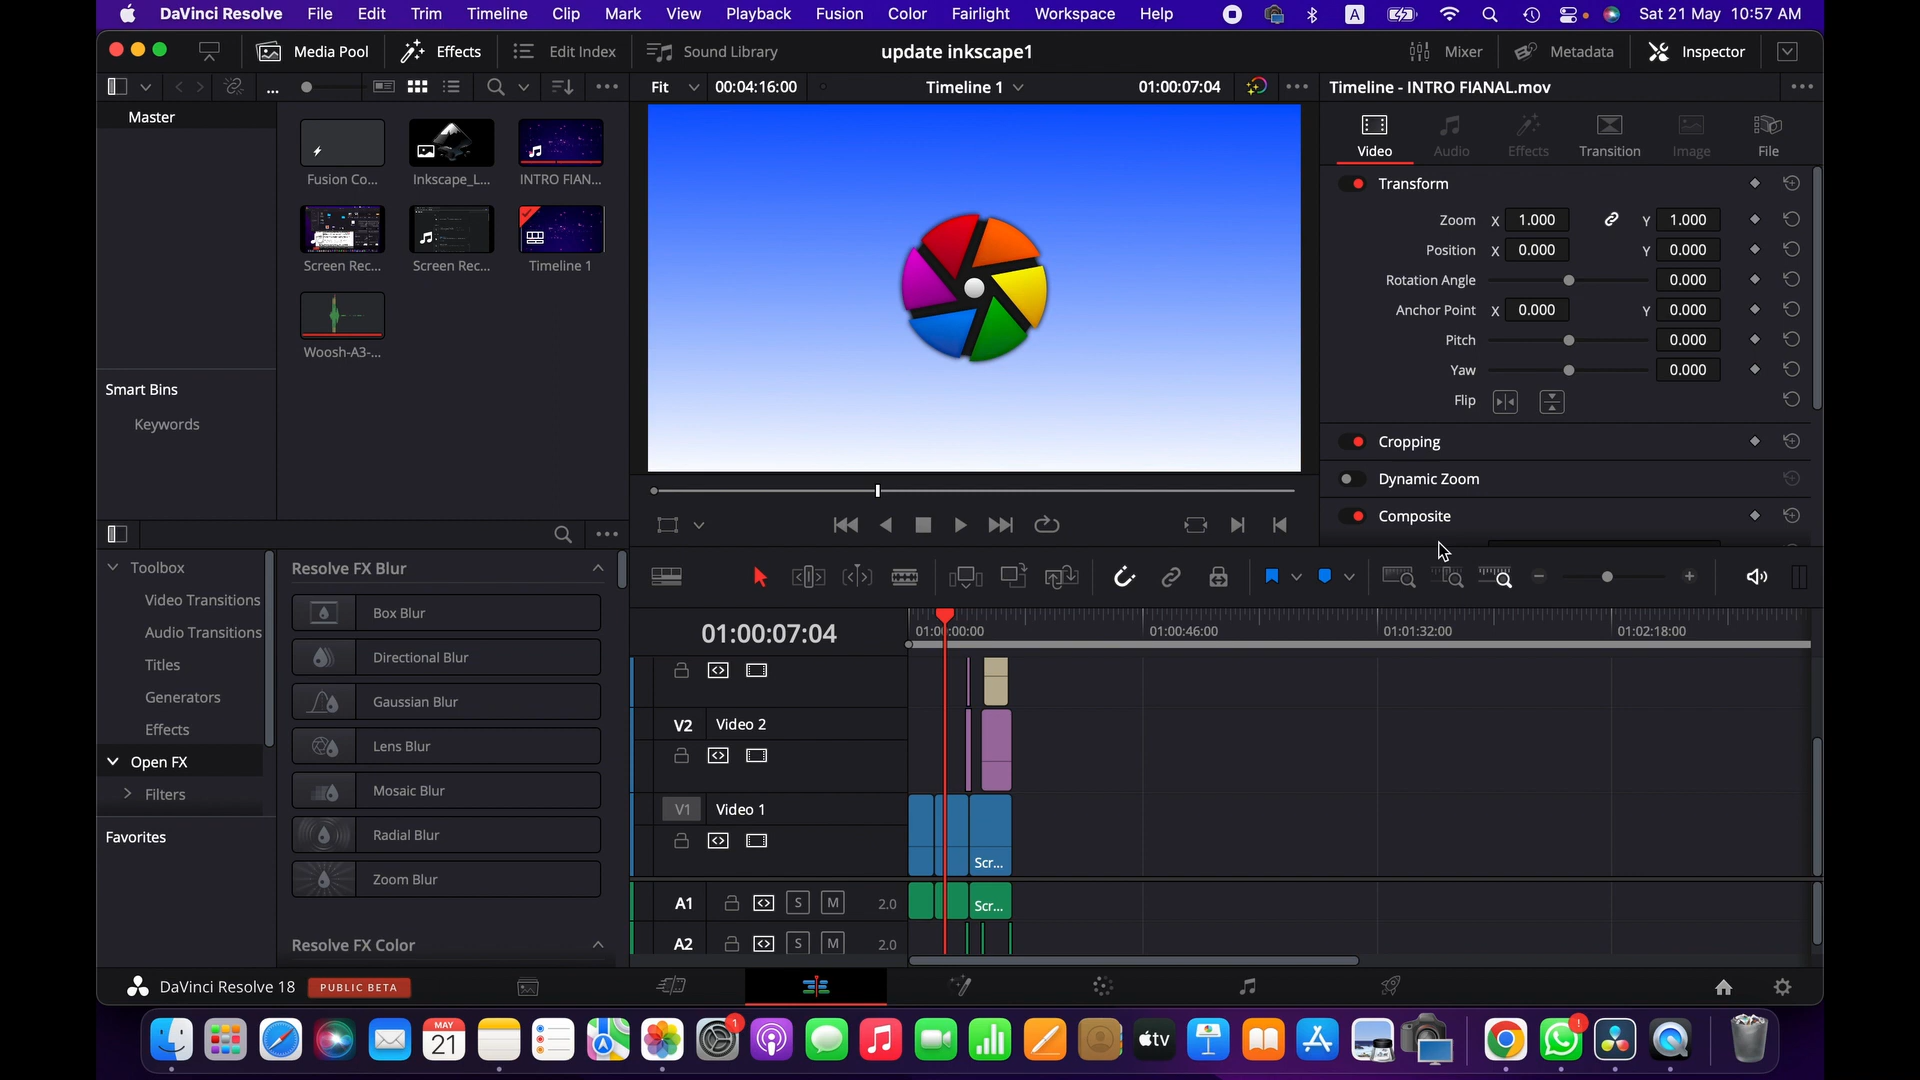 DaVinci Resolve File Edit Trim Timeline Clip Mark View Playback Fusion Color Fairlight Workspace Help A Sat 21 May 10:57 AM
Media Pool Effects Edit Index Sound Library update inkscape1 Mixer Metadata Inspector
... Fit 00:04:16:00 Timeline 1 01:00:07:04 Timeline - INTRO FIANAL.mov
Master
Video Audio Effects Transition Image File
Fusion Co... Inkscape_L... INTRO FIAN...
Transform
Zoom X 1.000 Y 1.000
Position X 0.000 Y 0.000
Screen Rec... Screen Rec... Timeline 1
Rotation Angle 0.000
Anchor Point X 0.000 Y 0.000
Pitch 0.000
Woosh-A3-...
Yaw 0.000
Flip
Smart Bins
Keywords
Cropping
Dynamic Zoom
Composite
Toolbox
Video Transitions
Audio Transitions
Titles
Generators
Effects
Open FX
Filters
Favorites
Resolve FX Blur
Box Blur
Directional Blur
Gaussian Blur
Lens Blur
Mosaic Blur
Radial Blur
Zoom Blur
Resolve FX Color
01:00:07:04
01:00:00:00 01:00:46:00 01:01:32:00 01:02:18:00
V2 Video 2
V1 Video 1
Scr...
A1 S M 2.0 Scr...
A2 S M 2.0
DaVinci Resolve 18 PUBLIC BETA
MAY
21
1
tv
!